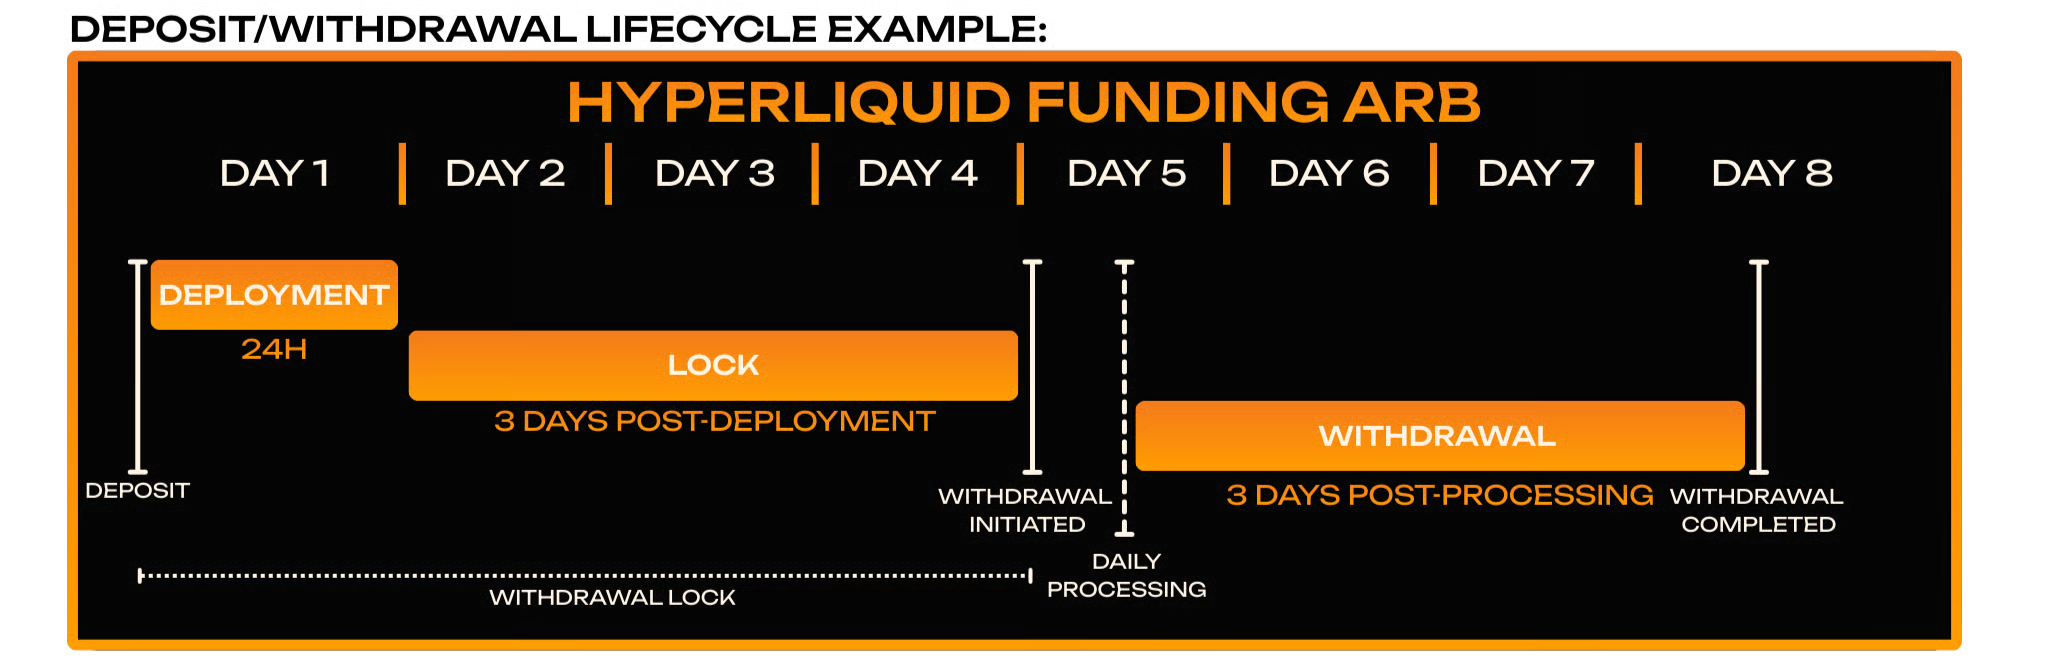 DEPOSIT/WITHDRAWAL LIFECYCLE EXAMPLE:
HYPERLIQUID FUNDING ARB
DAY 1
DAY 2
DAY 3
DAY 4
DAY 5
DAY 6
DAY 7
DAY 8
DEPLOYMENT
24H
LOCK
3 DAYS POST-DEPLOYMENT
WITHDRAWAL
3 DAYS POST-PROCESSING
DEPOSIT
WITHDRAWAL
INITIATED
WITHDRAWAL
COMPLETED
DAILY
PROCESSING
WITHDRAWAL LOCK